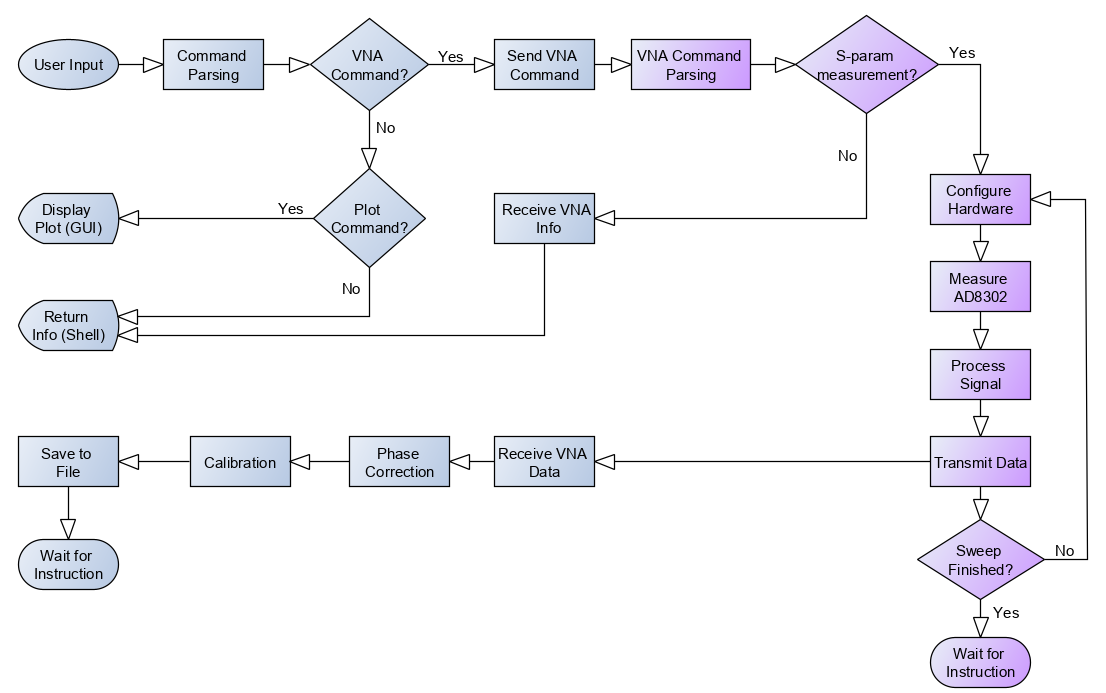 User Input
Command
Parsing
VNA
Command?
Yes
Send VNA
Command
VNA Command
Parsing
S-param
measurement?
Yes
No
No
Display
Plot (GUI)
Yes
Plot
Command?
Receive VNA
Info
Configure
Hardware
No
Return
Info (Shell)
Measure
AD8302
Process
Signal
Save to
File
Calibration
Phase
Correction
Receive VNA
Data
Transmit Data
Wait for
Instruction
Sweep
Finished?
No
Yes
Wait for
Instruction